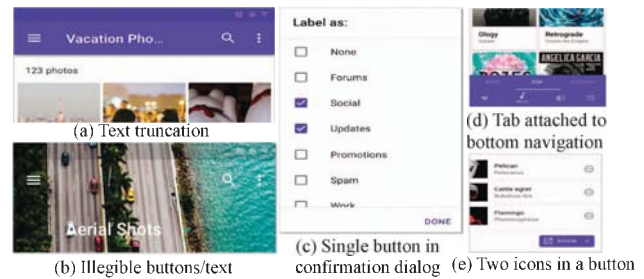 Vacation Pho...
123 photos
(a) Text truncation
Aerial Shots
(b) Illegible buttons/text
Label as:
None
Forums
Social
Updates
Promotions
Spam
Work
DONE
(c) Single button in
confirmation dialog
Ology
Retrograde
ANGELICA GARCIA
(d) Tab attached to
bottom navigation
Pelican
Cattle egret
Flamingo
(e) Two icons in a button